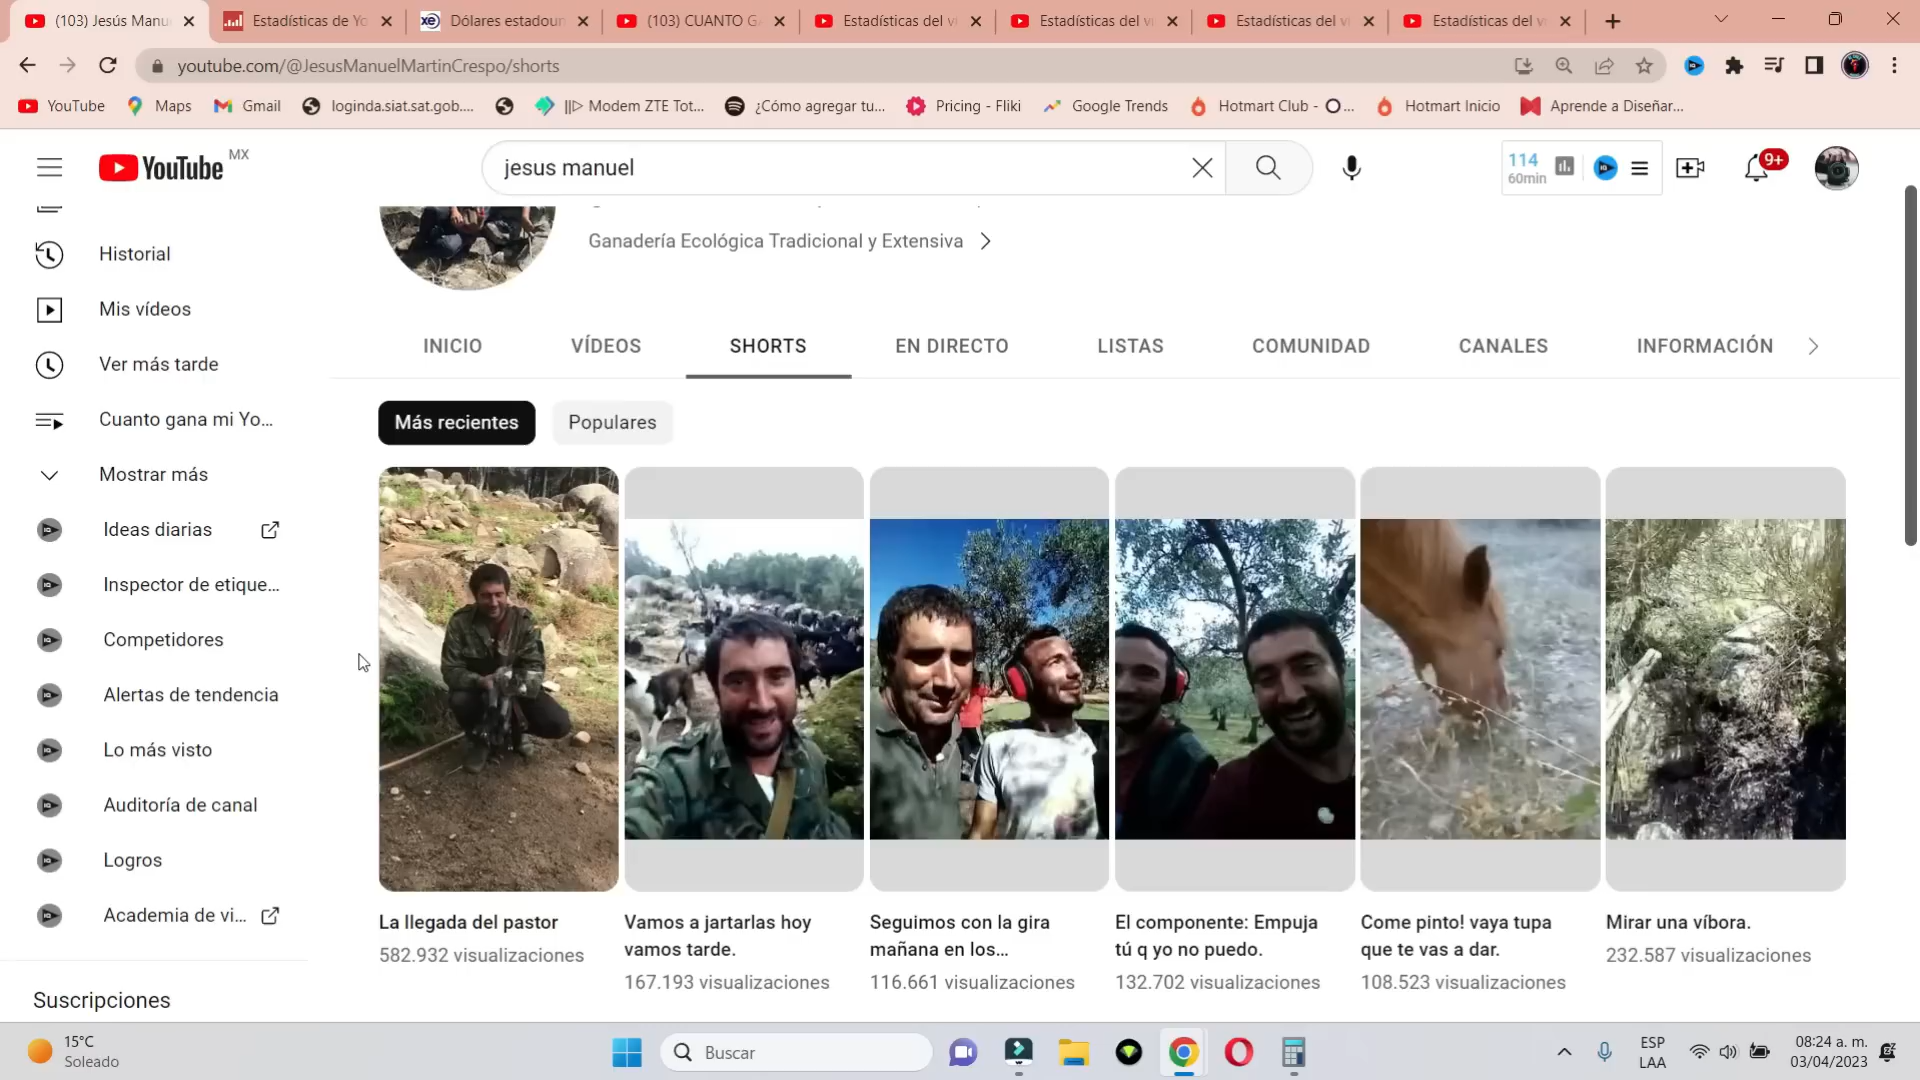 (103) Jesús Manu
Estadísticas de Yo
Dólares estadour
(103) CUANTO G
Estadísticas del v
Estadísticas del v
Estadísticas del v
Estadísticas del v
youtube.com/@JesusManuelMartinCrespo/shorts
YouTube
Maps
Gmail
loginda.siat.sat.gob....
||▷ Modem ZTE Tot...
¿Cómo agregar tu...
Pricing - Fliki
Google Trends
Hotmart Club - O...
Hotmart Inicio
Aprende a Diseñar...
YouTube MX
jesus manuel
114
60min
9+
Historial
Mis vídeos
Ver más tarde
Cuanto gana mi Yo...
Mostrar más
Ideas diarias
Inspector de etique...
Competidores
Alertas de tendencia
Lo más visto
Auditoría de canal
Logros
Academia de vi...
Suscripciones
Ganadería Ecológica Tradicional y Extensiva
INICIO
VÍDEOS
SHORTS
EN DIRECTO
LISTAS
COMUNIDAD
CANALES
INFORMACIÓN
Más recientes
Populares
La llegada del pastor
582.932 visualizaciones
Vamos a jartarlas hoy
vamos tarde.
167.193 visualizaciones
Seguimos con la gira
mañana en los...
116.661 visualizaciones
El componente: Empuja
tú q yo no puedo.
132.702 visualizaciones
Come pinto! vaya tupa
que te vas a dar.
108.523 visualizaciones
Mirar una víbora.
232.587 visualizaciones
15°C
Soleado
Buscar
ESP
LAA
08:24 a. m.
03/04/2023